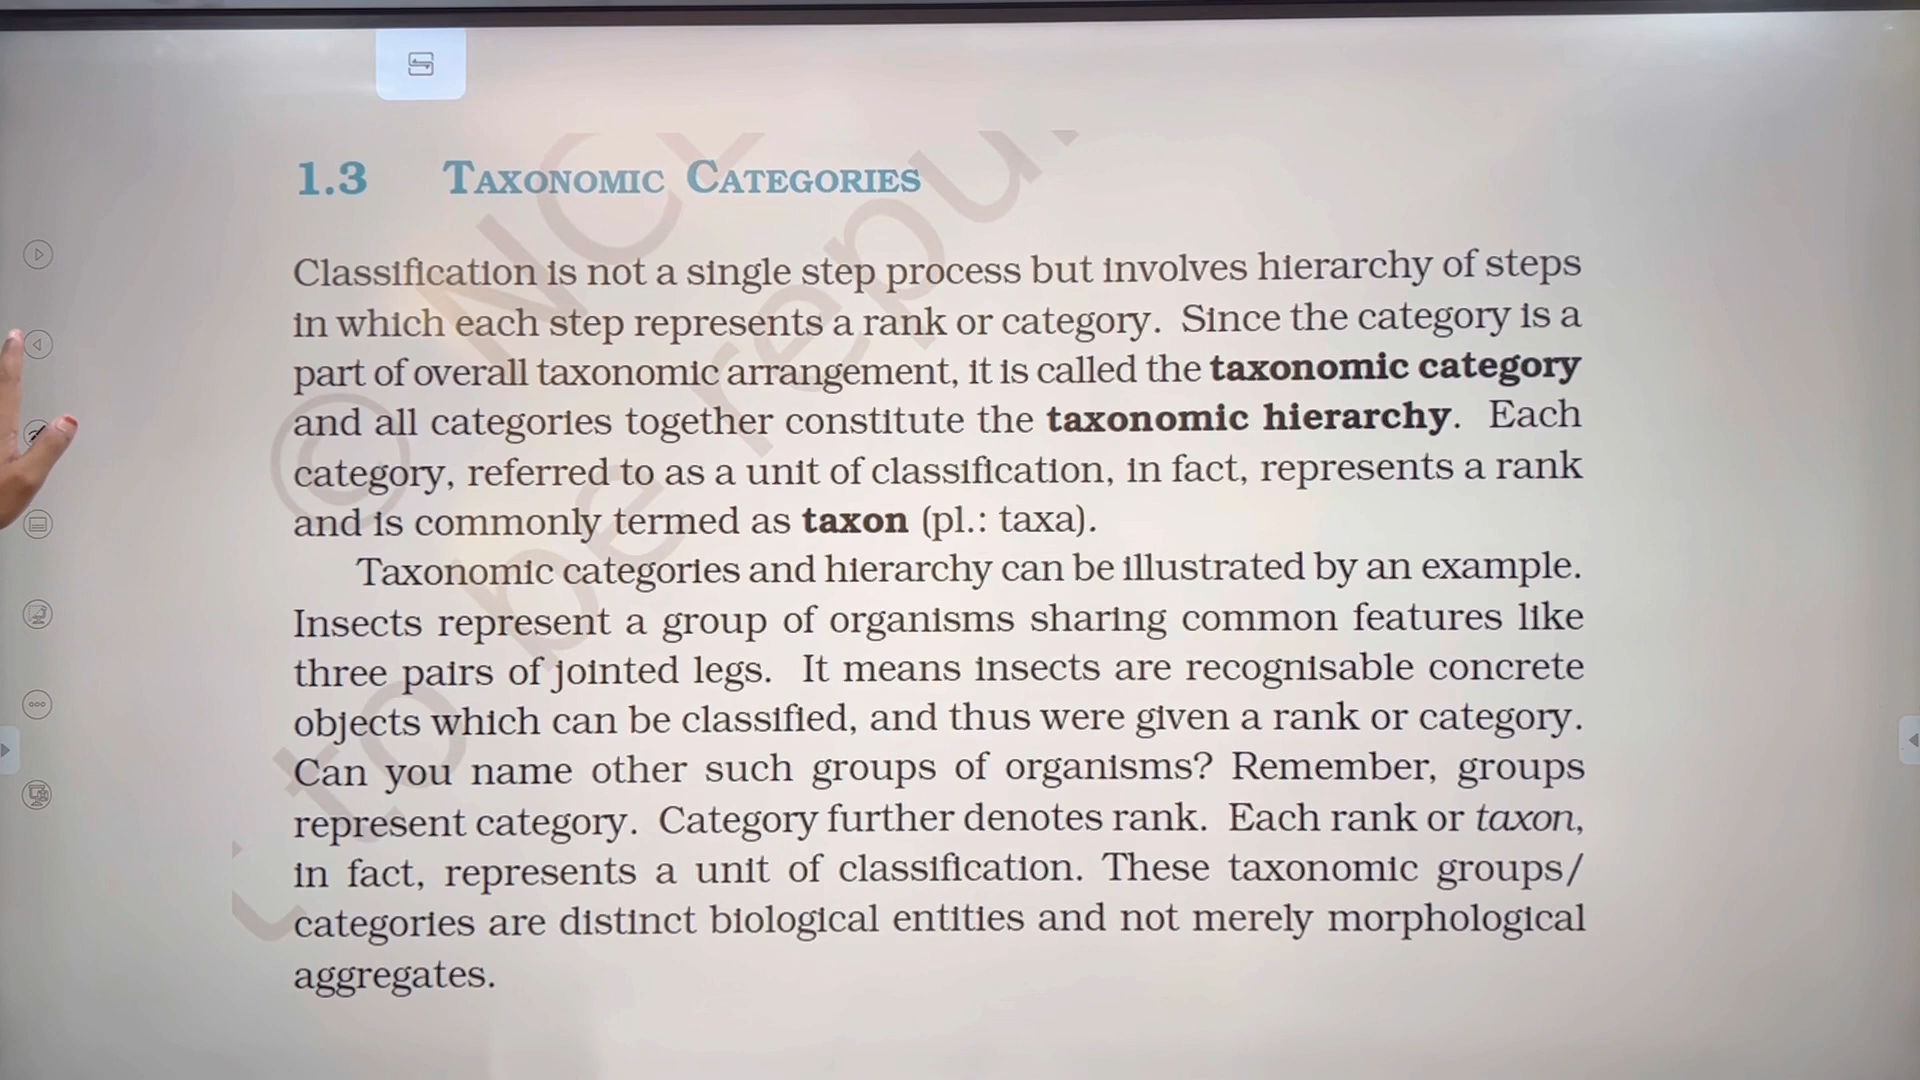 1.3 TAXONOMIC CATEGORIES
Classification is not a single step process but involves hierarchy of steps
in which each step represents a rank or category. Since the category is a
part of overall taxonomic arrangement, it is called the taxonomic category
and all categories together constitute the taxonomic hierarchy. Each
category, referred to as a unit of classification, in fact, represents a rank
and is commonly termed as taxon (pl.: taxa).
Taxonomic categories and hierarchy can be illustrated by an example.
Insects represent a group of organisms sharing common features like
three pairs of jointed legs. It means insects are recognisable concrete
objects which can be classified, and thus were given a rank or category.
Can you name other such groups of organisms? Remember, groups
represent category. Category further denotes rank. Each rank or taxon,
in fact, represents a unit of classification. These taxonomic groups/
categories are distinct biological entities and not merely morphological
aggregates.
© NC
to be repu